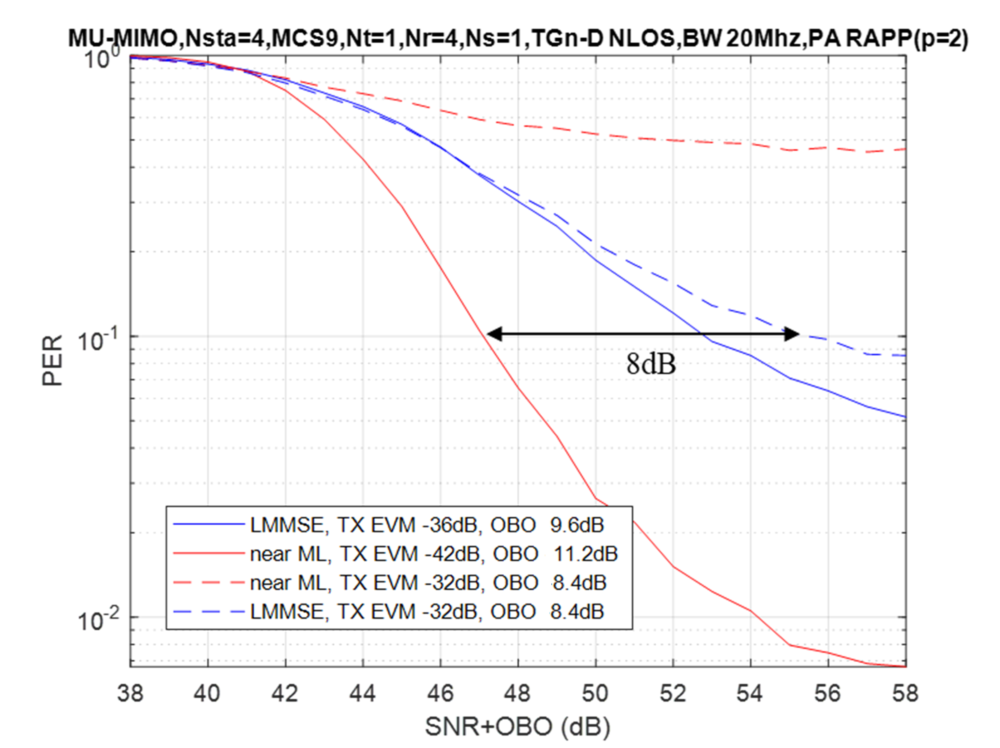 MU-MIMO,Nsta=4,MCS9,Nt=1,Nr=4,Ns=1,TGn-D NLOS,BW 20Mhz,PA RAPP(p=2)
10^0
10^-1
10^-2
PER
8dB
LMMSE, TX EVM -36dB, OBO 9.6dB
near ML, TX EVM -42dB, OBO 11.2dB
near ML, TX EVM -32dB, OBO 8.4dB
LMMSE, TX EVM -32dB, OBO 8.4dB
38 40 42 44 46 48 50 52 54 56 58
SNR+OBO (dB)